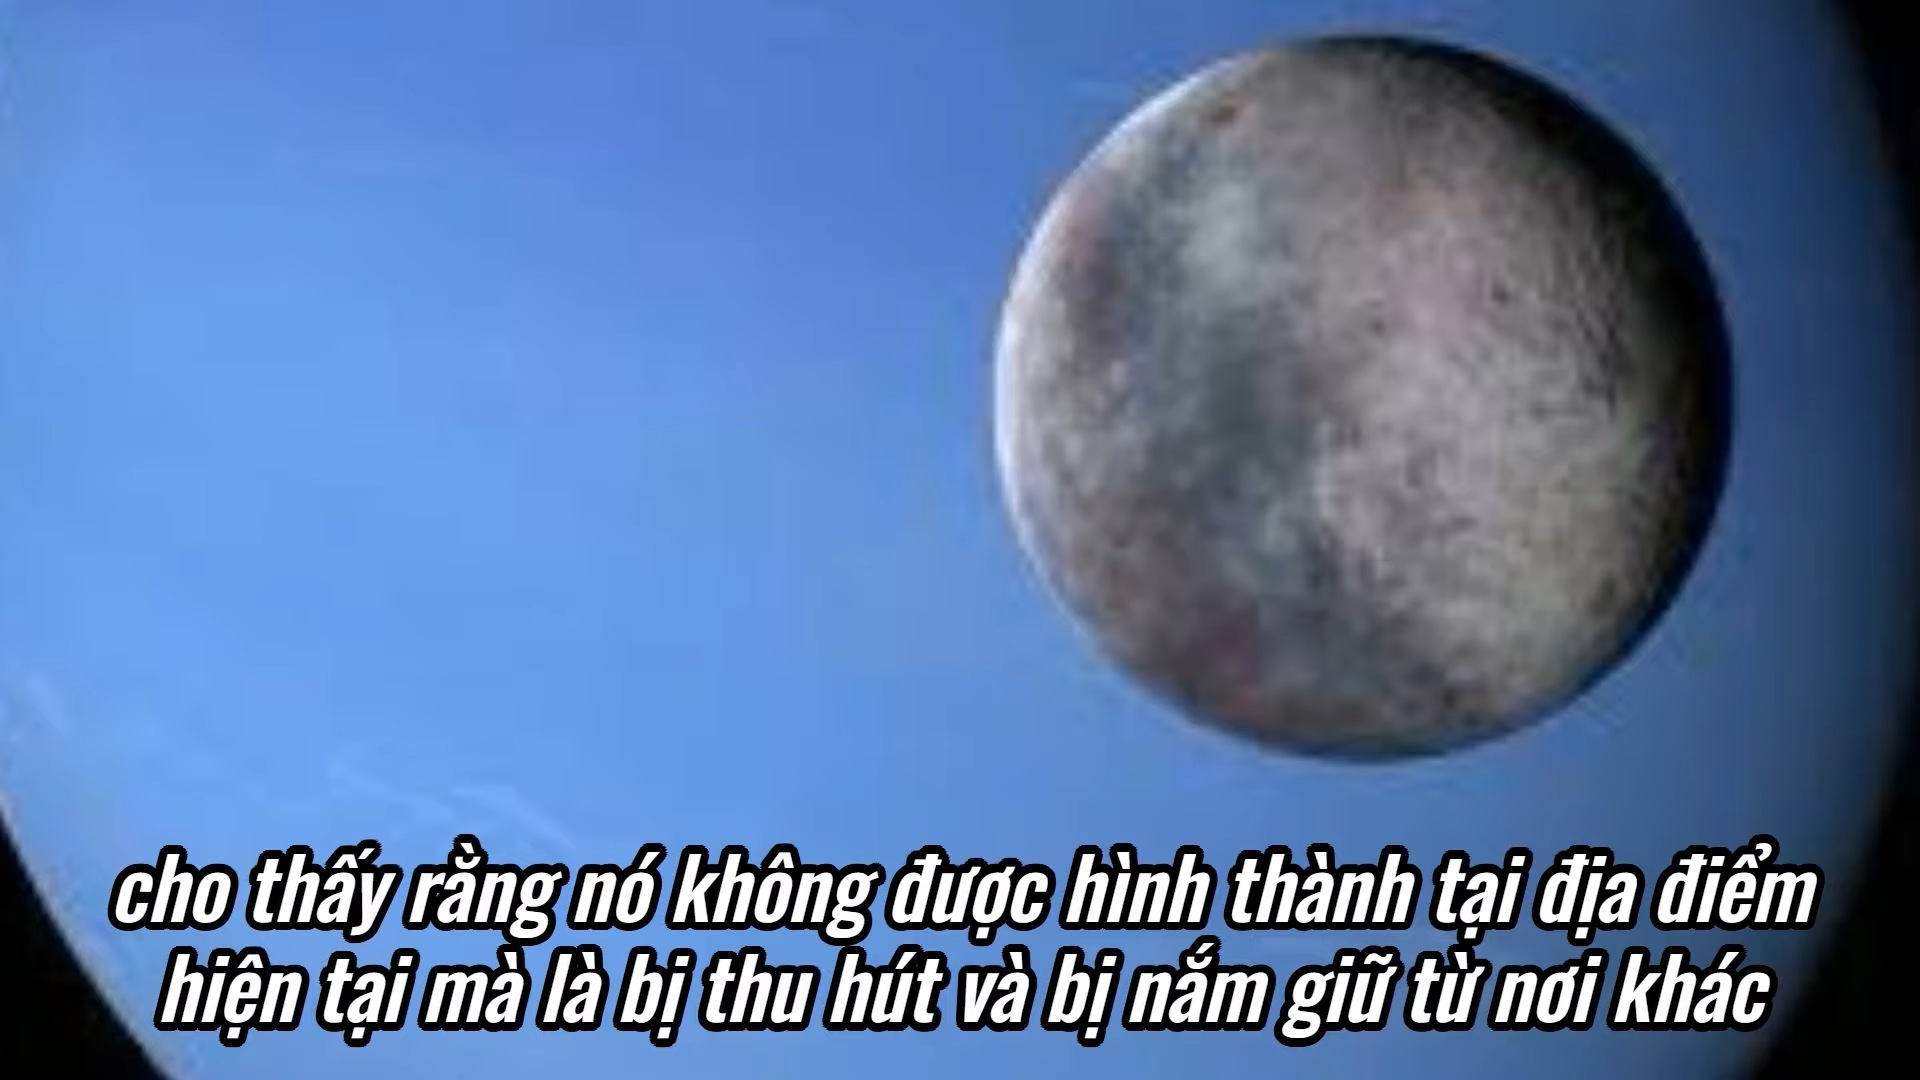 cho thấy rằng nó không được hình thành tại địa điểm
hiện tại mà là bị thu hút và bị nắm giữ từ nơi khác